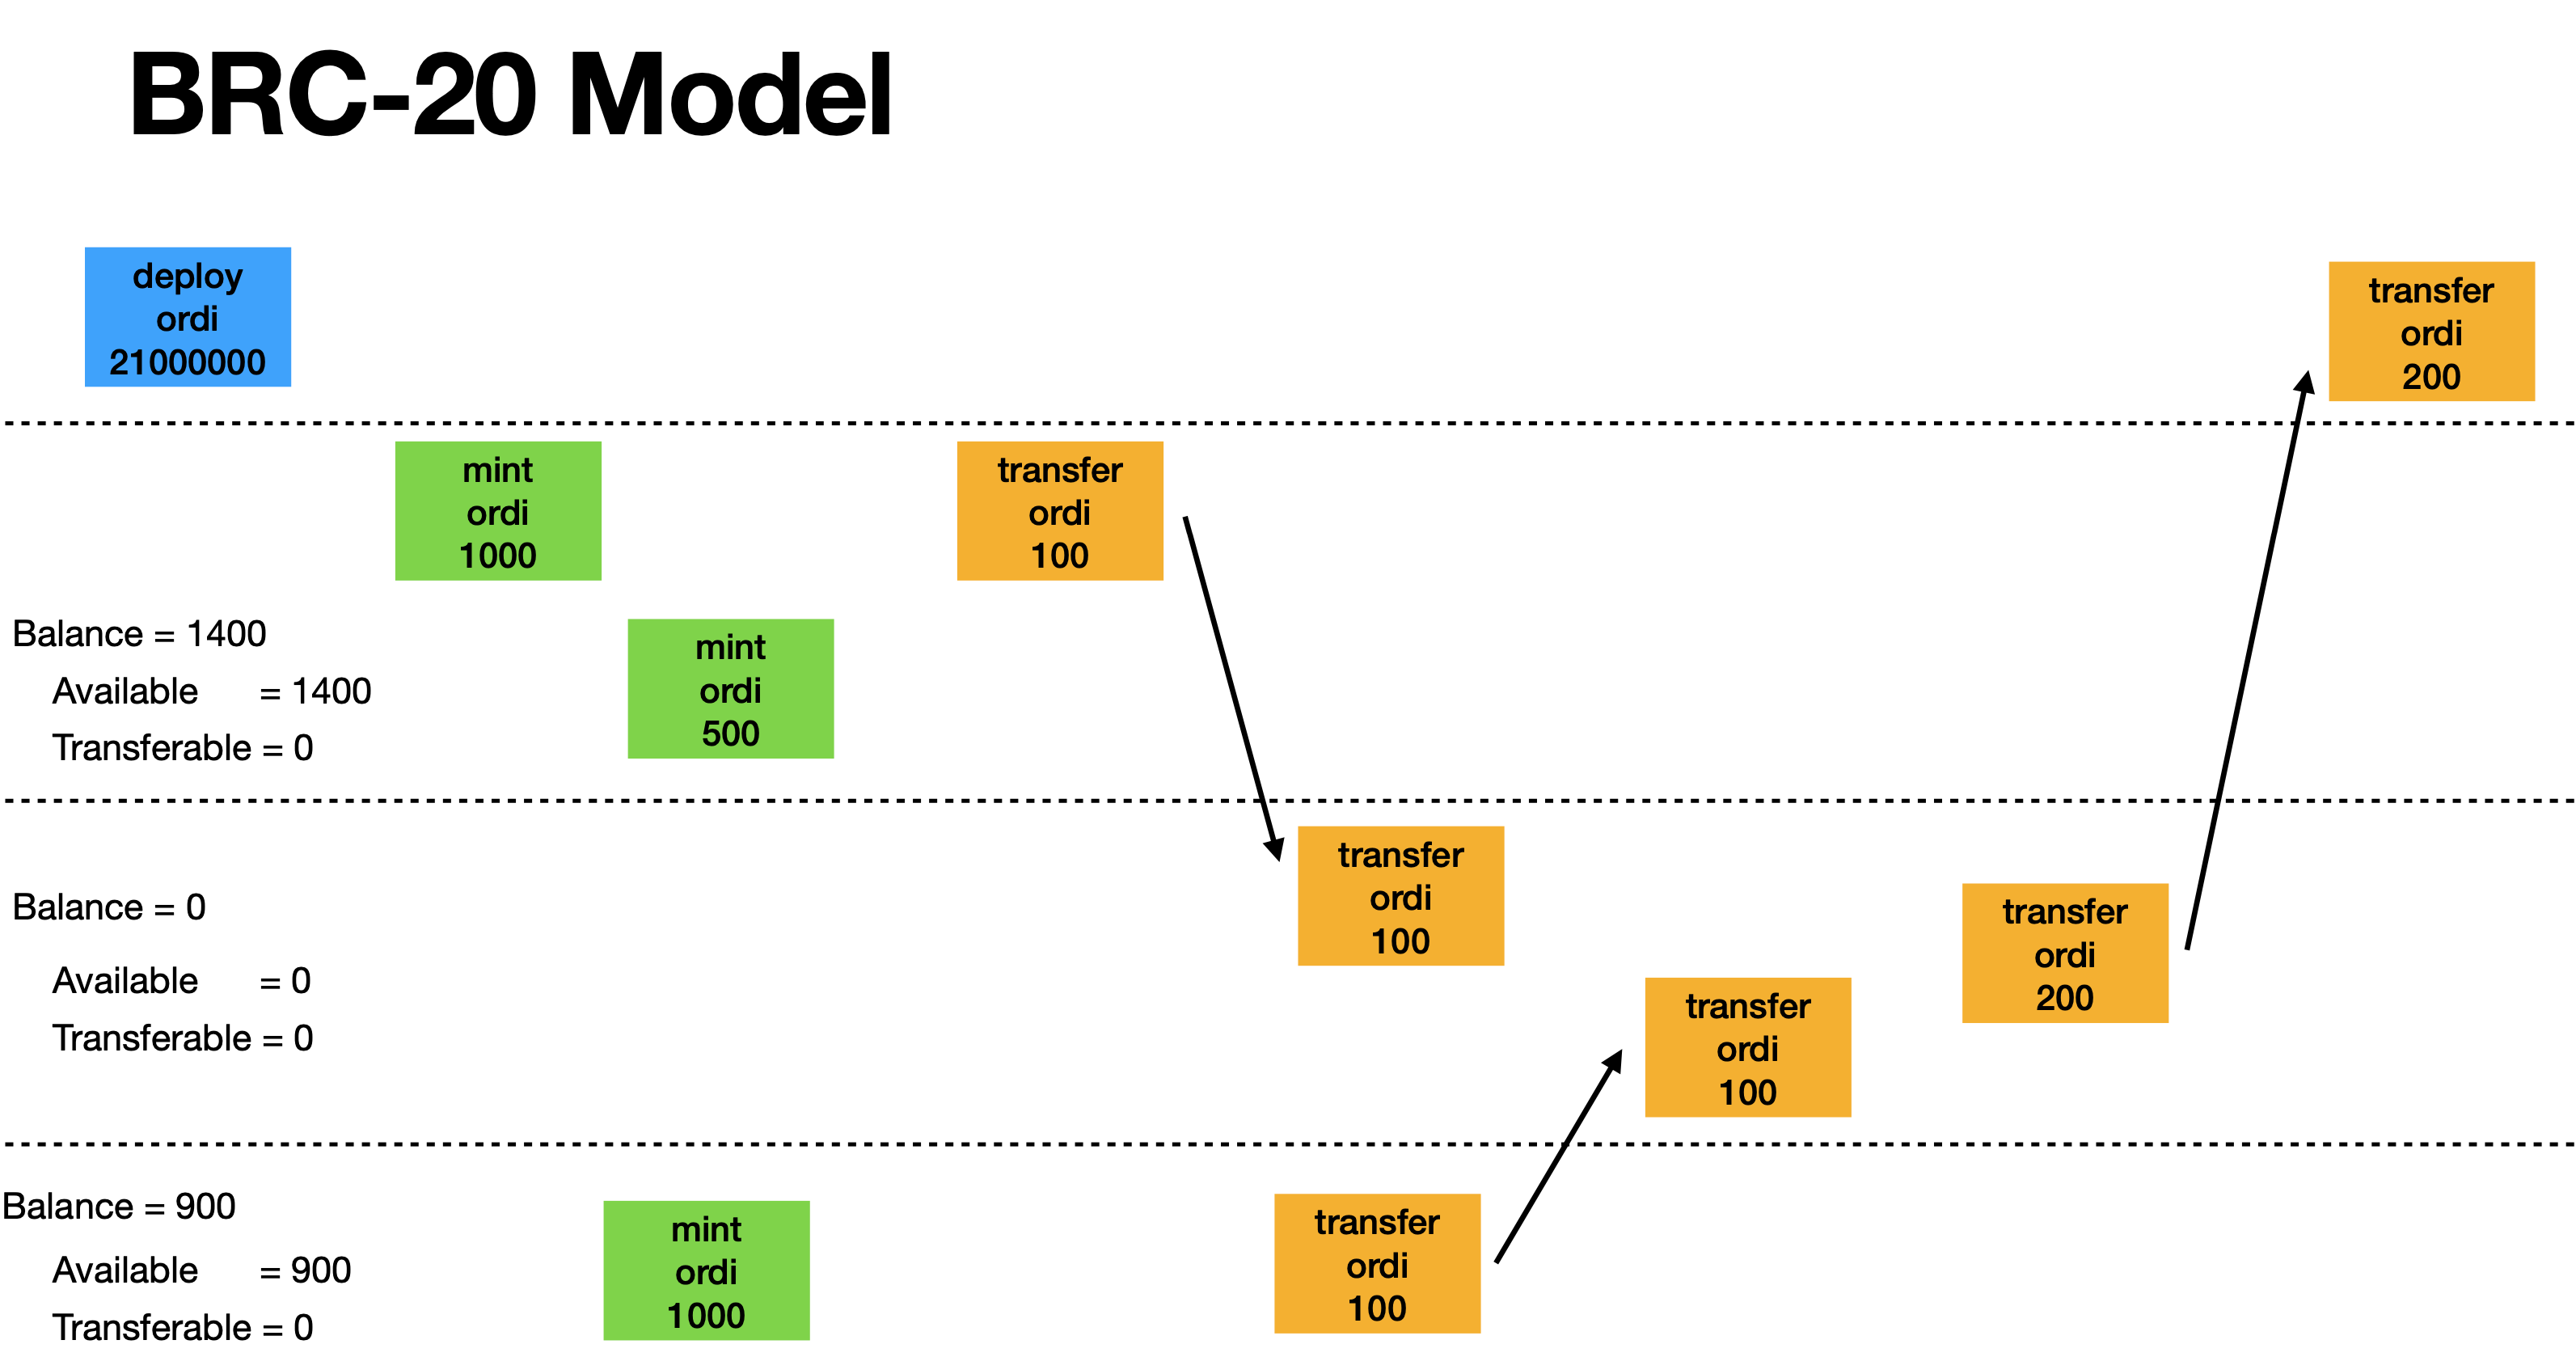 BRC-20 Model
deploy
ordi
21000000
transfer
ordi
200
mint
ordi
1000
transfer
ordi
100
Balance = 1400
Available = 1400
Transferable = 0
mint
ordi
500
transfer
ordi
100
Balance = 0
Available = 0
Transferable = 0
transfer
ordi
200
transfer
ordi
100
Balance = 900
Available = 900
Transferable = 0
mint
ordi
1000
transfer
ordi
100